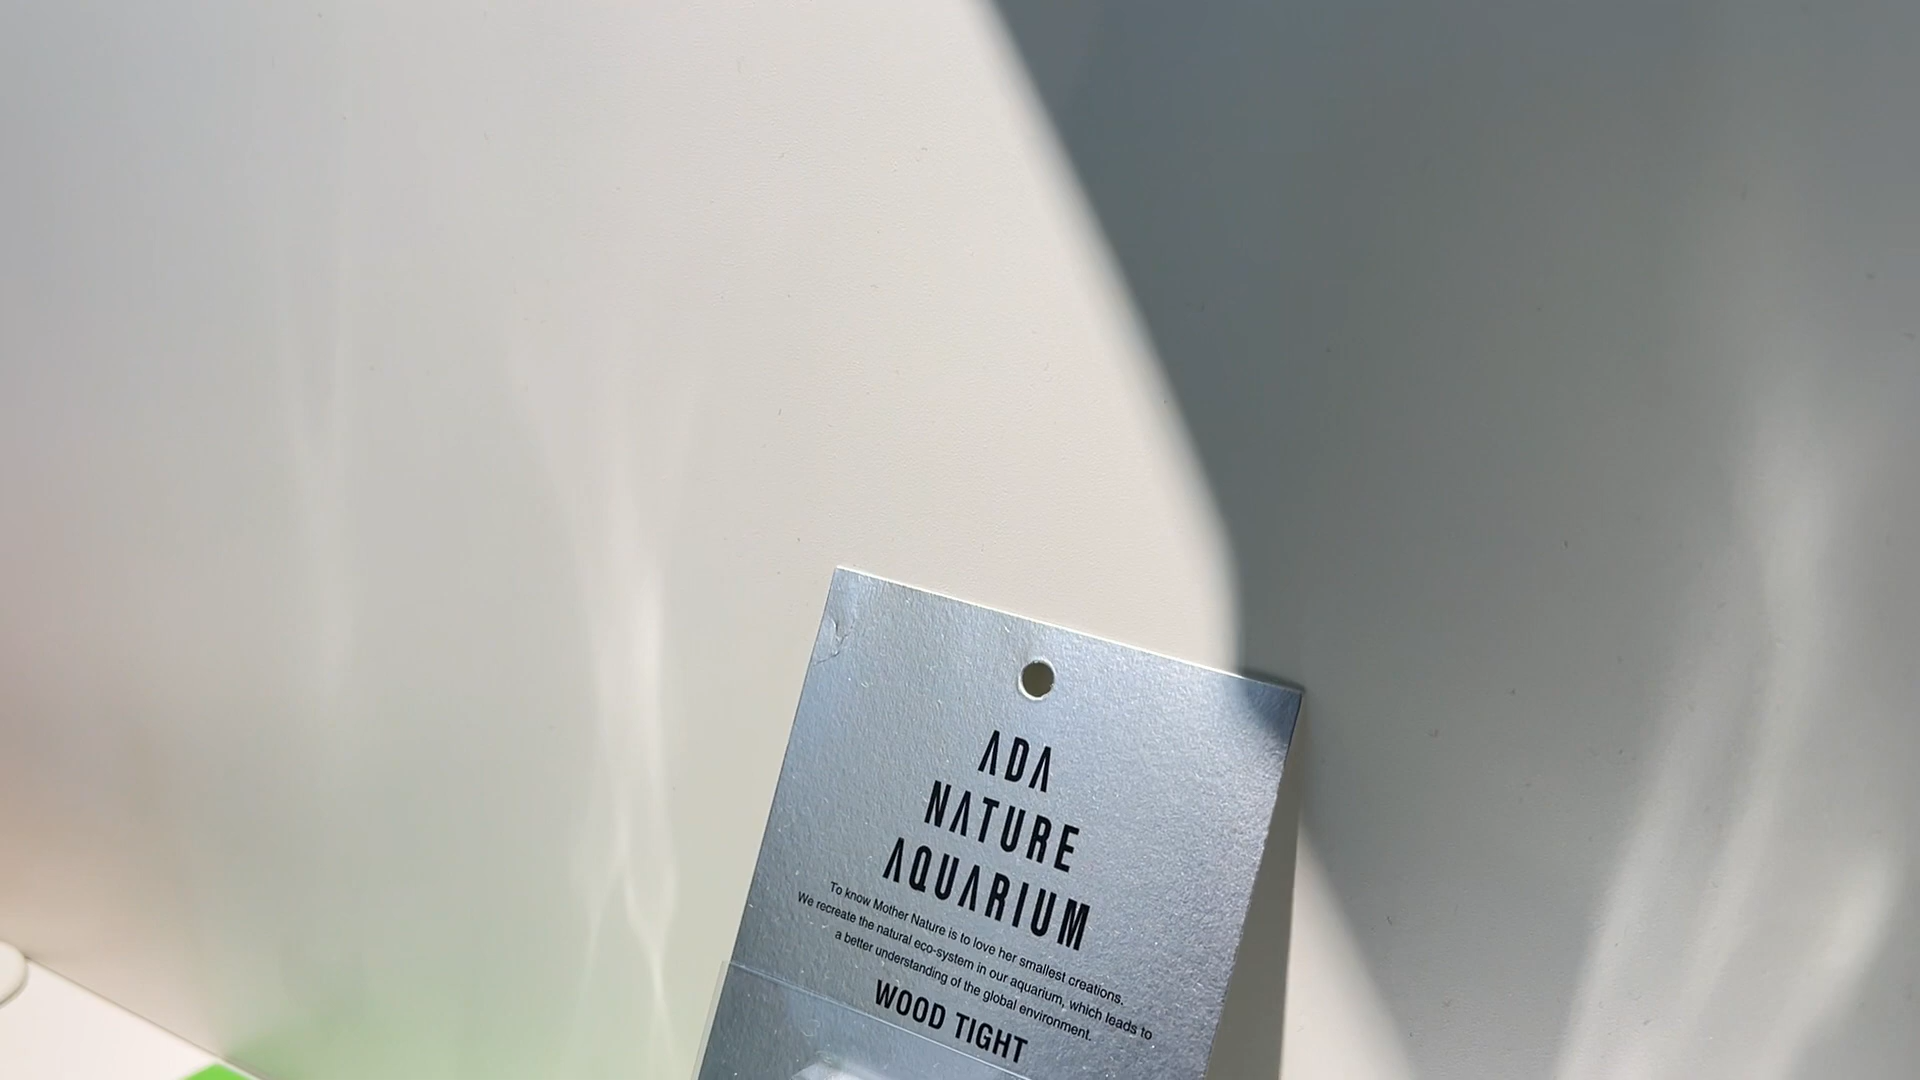 ADA
NATURE
AQUARIUM
To know Mother Nature is to love her smallest creations.
We recreate the natural eco-system in our aquarium, which leads to
a better understanding of the global environment.
WOOD TIGHT